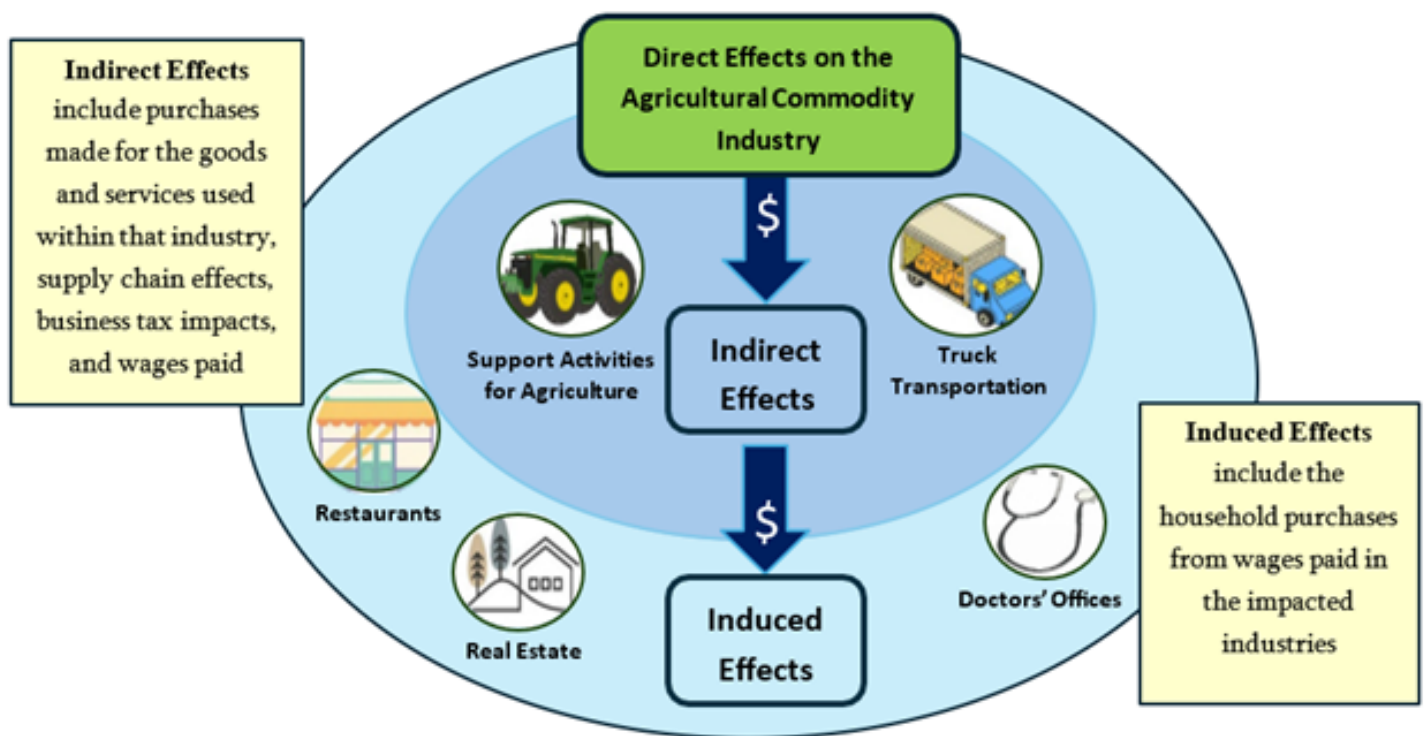 Indirect Effects
include purchases
made for the goods
and services used
within that industry,
supply chain effects,
business tax impacts,
and wages paid
Direct Effects on the
Agricultural Commodity
Industry
$
Support Activities
for Agriculture
Indirect
Effects
Truck
Transportation
Restaurants
$
Real Estate
Induced
Effects
Doctors' Offices
Induced Effects
include the
household purchases
from wages paid in
the impacted
industries